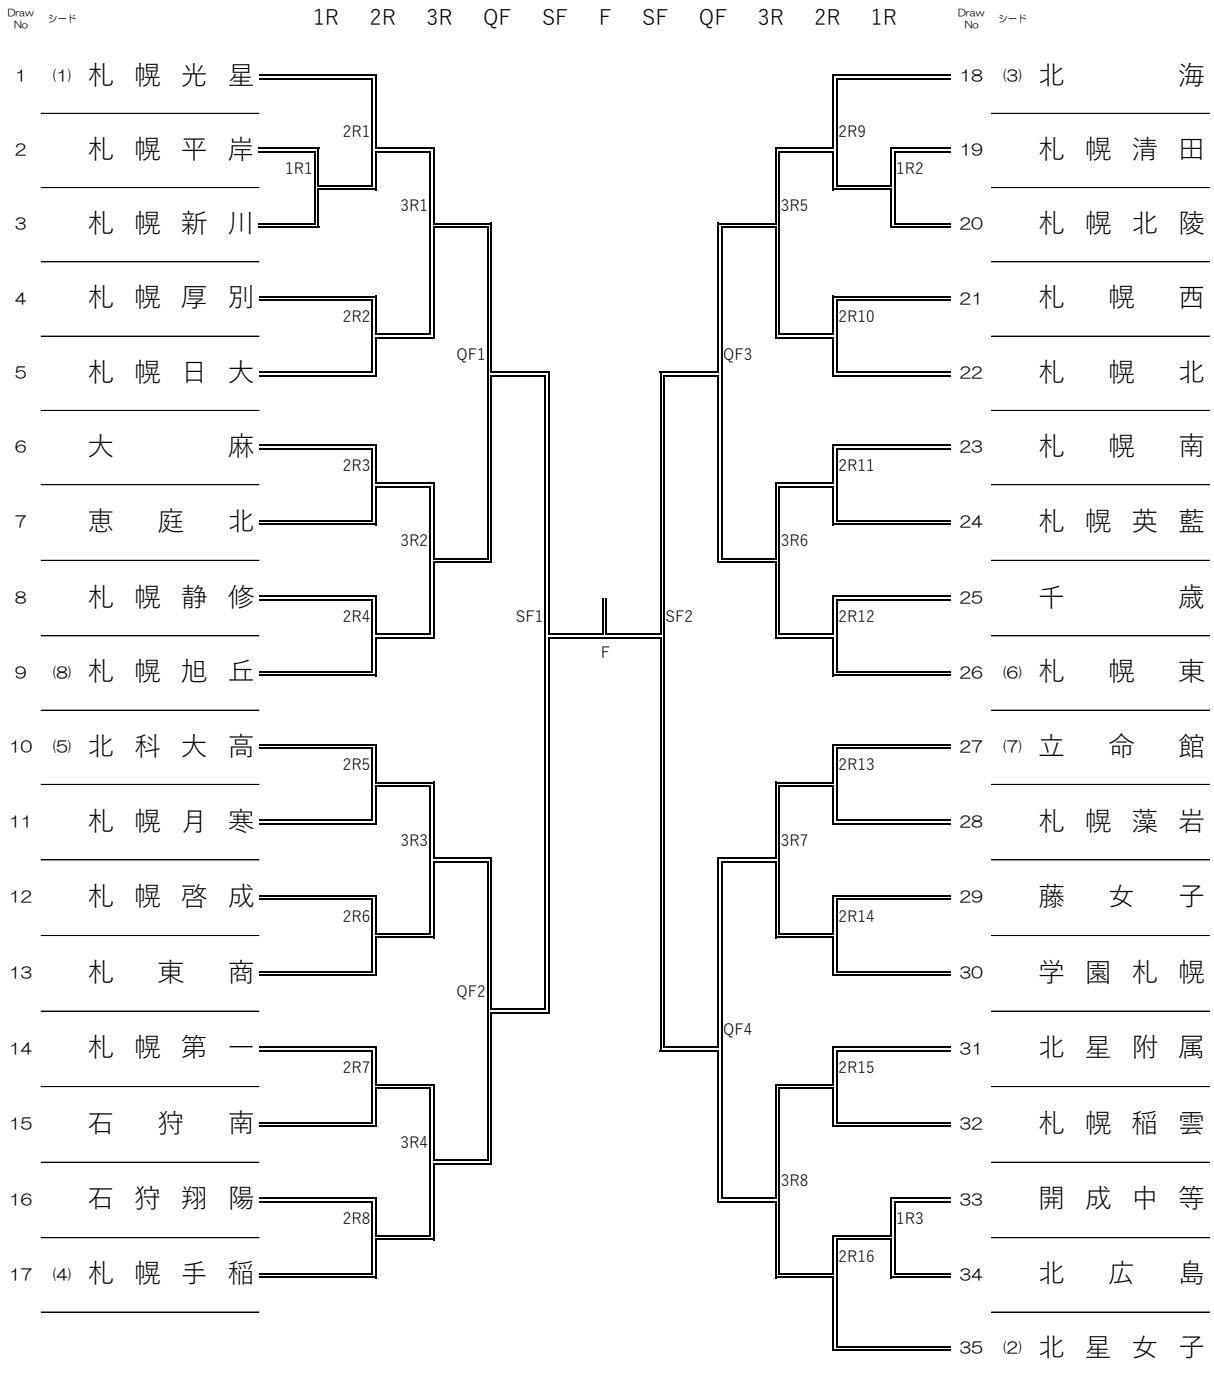 Draw No シード 1R 2R 3R QF SF F SF QF 3R 2R 1R Draw No シード
1 (1) 札幌光星 18 (3) 北海
2R1 2R9
2 札幌平岸 19 札幌清田
1R1 1R2
3R1 3R5
3 札幌新川 20 札幌北陵
4 札幌厚別 21 札幌西
2R2 2R10
QF1 QF3
5 札幌日大 22 札幌北
6 大麻 23 札幌南
2R3 2R11
7 恵庭北 24 札幌英藍
3R2 3R6
8 札幌静修 25 千歳
2R4 SF1 SF2 2R12
F
9 (8) 札幌旭丘 26 (6) 札幌東
10 (5) 北科大高 27 (7) 立命館
2R5 2R13
11 札幌月寒 28 札幌藻岩
3R3 3R7
12 札幌啓成 29 藤女子
2R6 2R14
13 札東商 30 学園札幌
QF2
QF4
14 札幌第一 31 北星附属
2R7 2R15
15 石狩南 32 札幌稲雲
3R4
3R8
16 石狩翔陽 33 開成中等
2R8 1R3
2R16
17 (4) 札幌手稲 34 北広島
35 (2) 北星女子